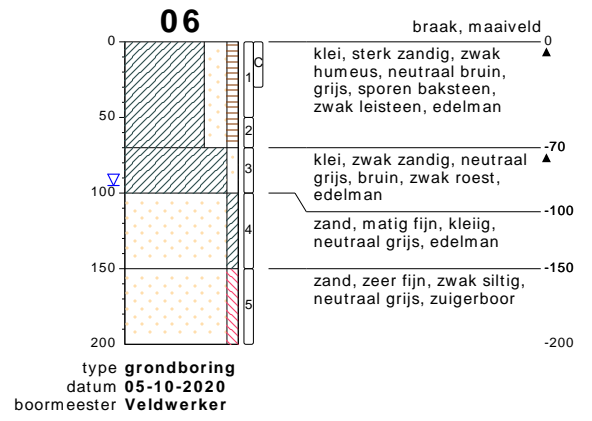 06
braak, maaiveld
0
0
klei, sterk zandig, zwak
humeus, neutraal bruin,
grijs, sporen baksteen,
zwak leisteen, edelman
1
C
50
2
-70
klei, zwak zandig, neutraal
grijs, bruin, zwak roest,
edelman
3
100
-100
zand, matig fijn, kleiig,
neutraal grijs, edelman
4
150
-150
zand, zeer fijn, zwak siltig,
neutraal grijs, zuigerboor
5
200
-200
type grondboring
datum 05-10-2020
boormeester Veldwerker